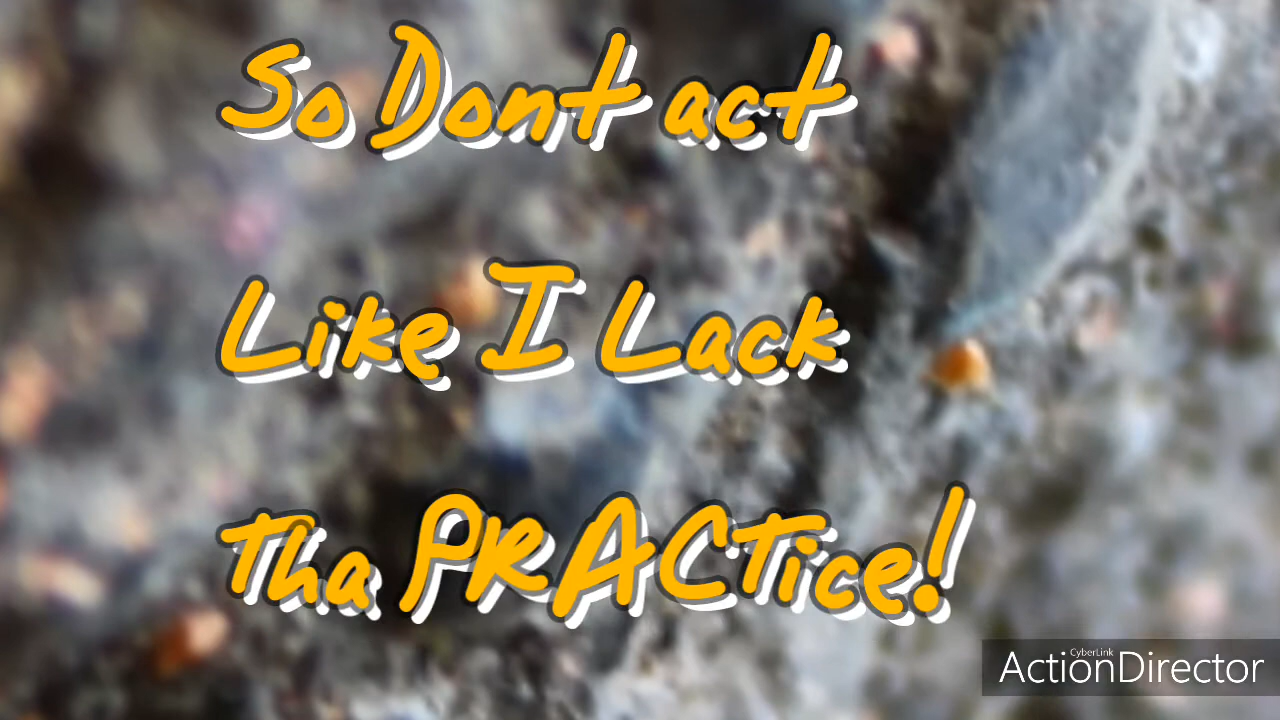 So Dont act
Like I Lack
Tha PRACTice!
CyberLink
ActionDirector